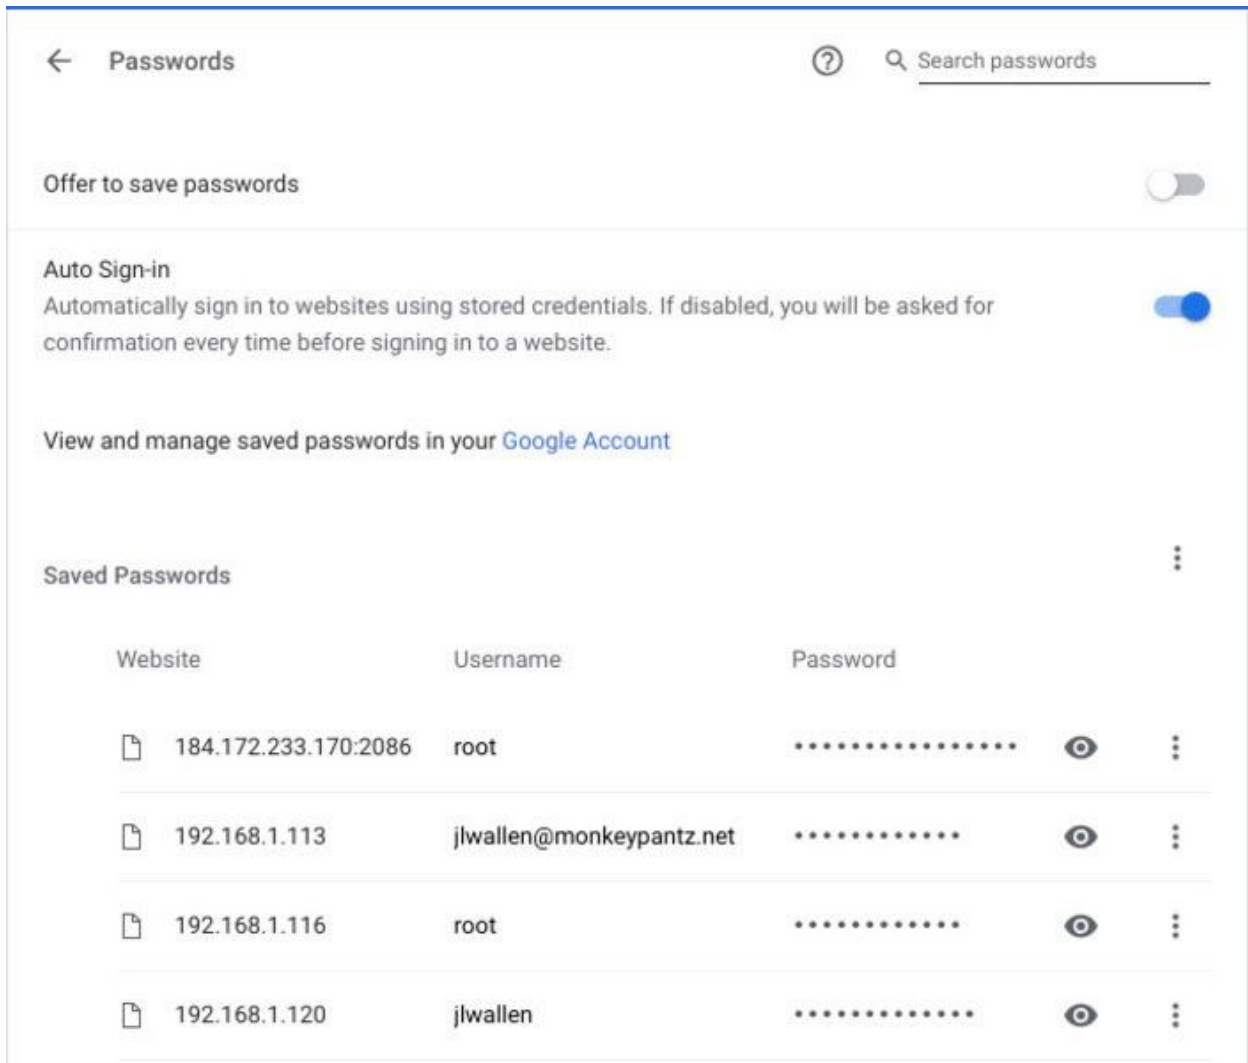 Passwords
Search passwords
Offer to save passwords
Auto Sign-in
Automatically sign in to websites using stored credentials. If disabled, you will be asked for
confirmation every time before signing in to a website.
View and manage saved passwords in your Google Account
Saved Passwords
Website Username Password
184.172.233.170:2086 root ••••••••••••••••
192.168.1.113 jlwallen@monkeypantz.net ••••••••••••
192.168.1.116 root ••••••••••••
192.168.1.120 jlwallen •••••••••••••